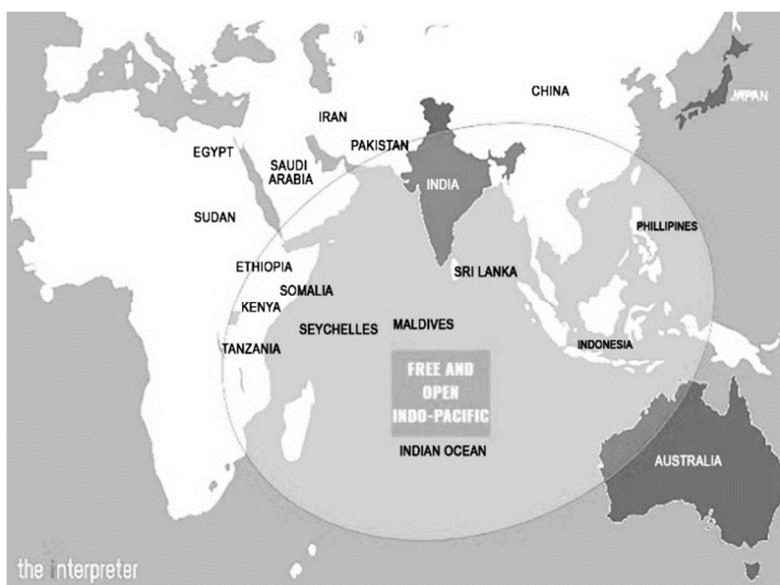 CHINA
JAPAN
IRAN
PAKISTAN
EGYPT
SAUDI
ARABIA
INDIA
SUDAN
PHILLIPINES
ETHIOPIA
SRI LANKA
SOMALIA
KENYA
SEYCHELLES
MALDIVES
TANZANIA
INDONESIA
FREE AND
OPEN
INDO-PACIFIC
INDIAN OCEAN
AUSTRALIA
the interpreter